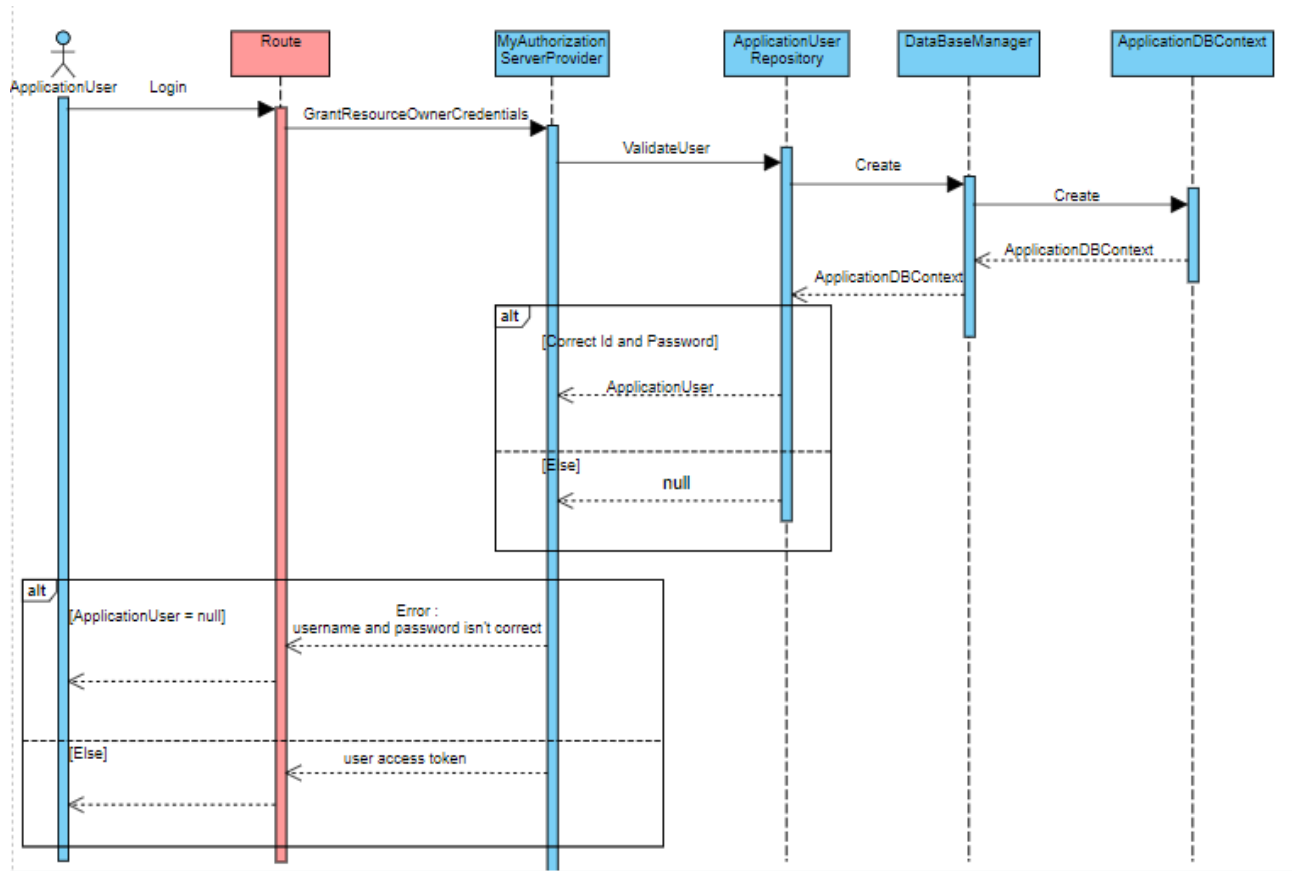 Route
MyAuthorization
ServerProvider
ApplicationUser
Repository
DataBaseManager
ApplicationDBContext
ApplicationUser
Login
GrantResourceOwnerCredentials
ValidateUser
Create
Create
ApplicationDBContext
ApplicationDBContext
alt
[Correct Id and Password]
ApplicationUser
[Else]
null
alt
[ApplicationUser = null]
Error :
username and password isn't correct
[Else]
user access token